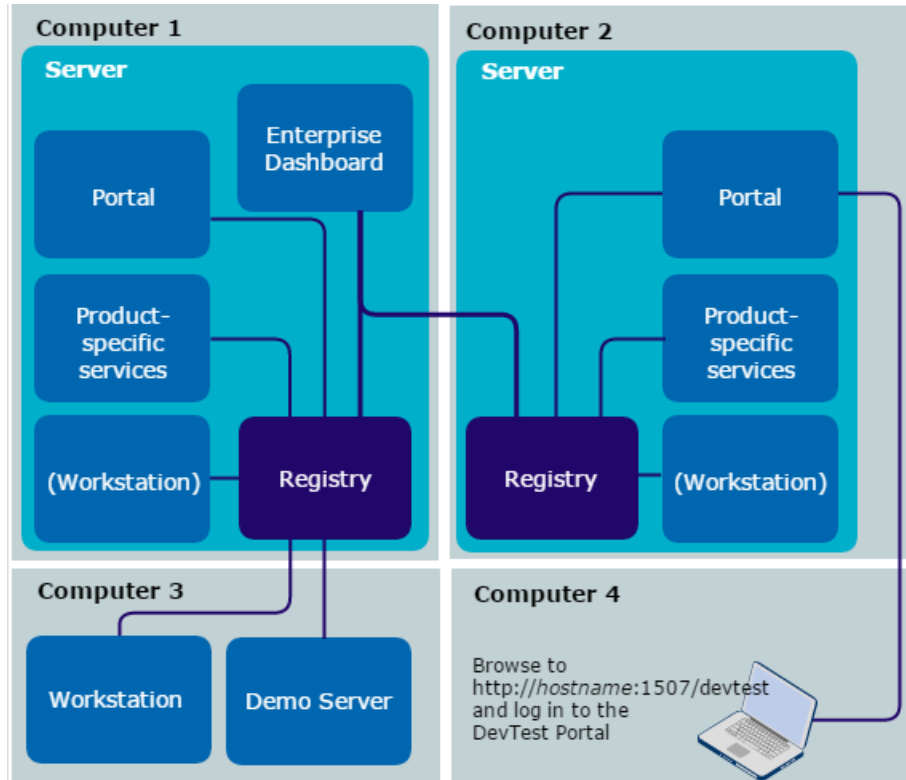 Computer 1
Server
Enterprise
Dashboard
Portal
Product-
specific
services
(Workstation)
Registry
Computer 2
Server
Portal
Product-
specific
services
Registry
(Workstation)
Computer 3
Workstation
Demo Server
Computer 4
Browse to
http://hostname:1507/devtest
and log in to the
DevTest Portal